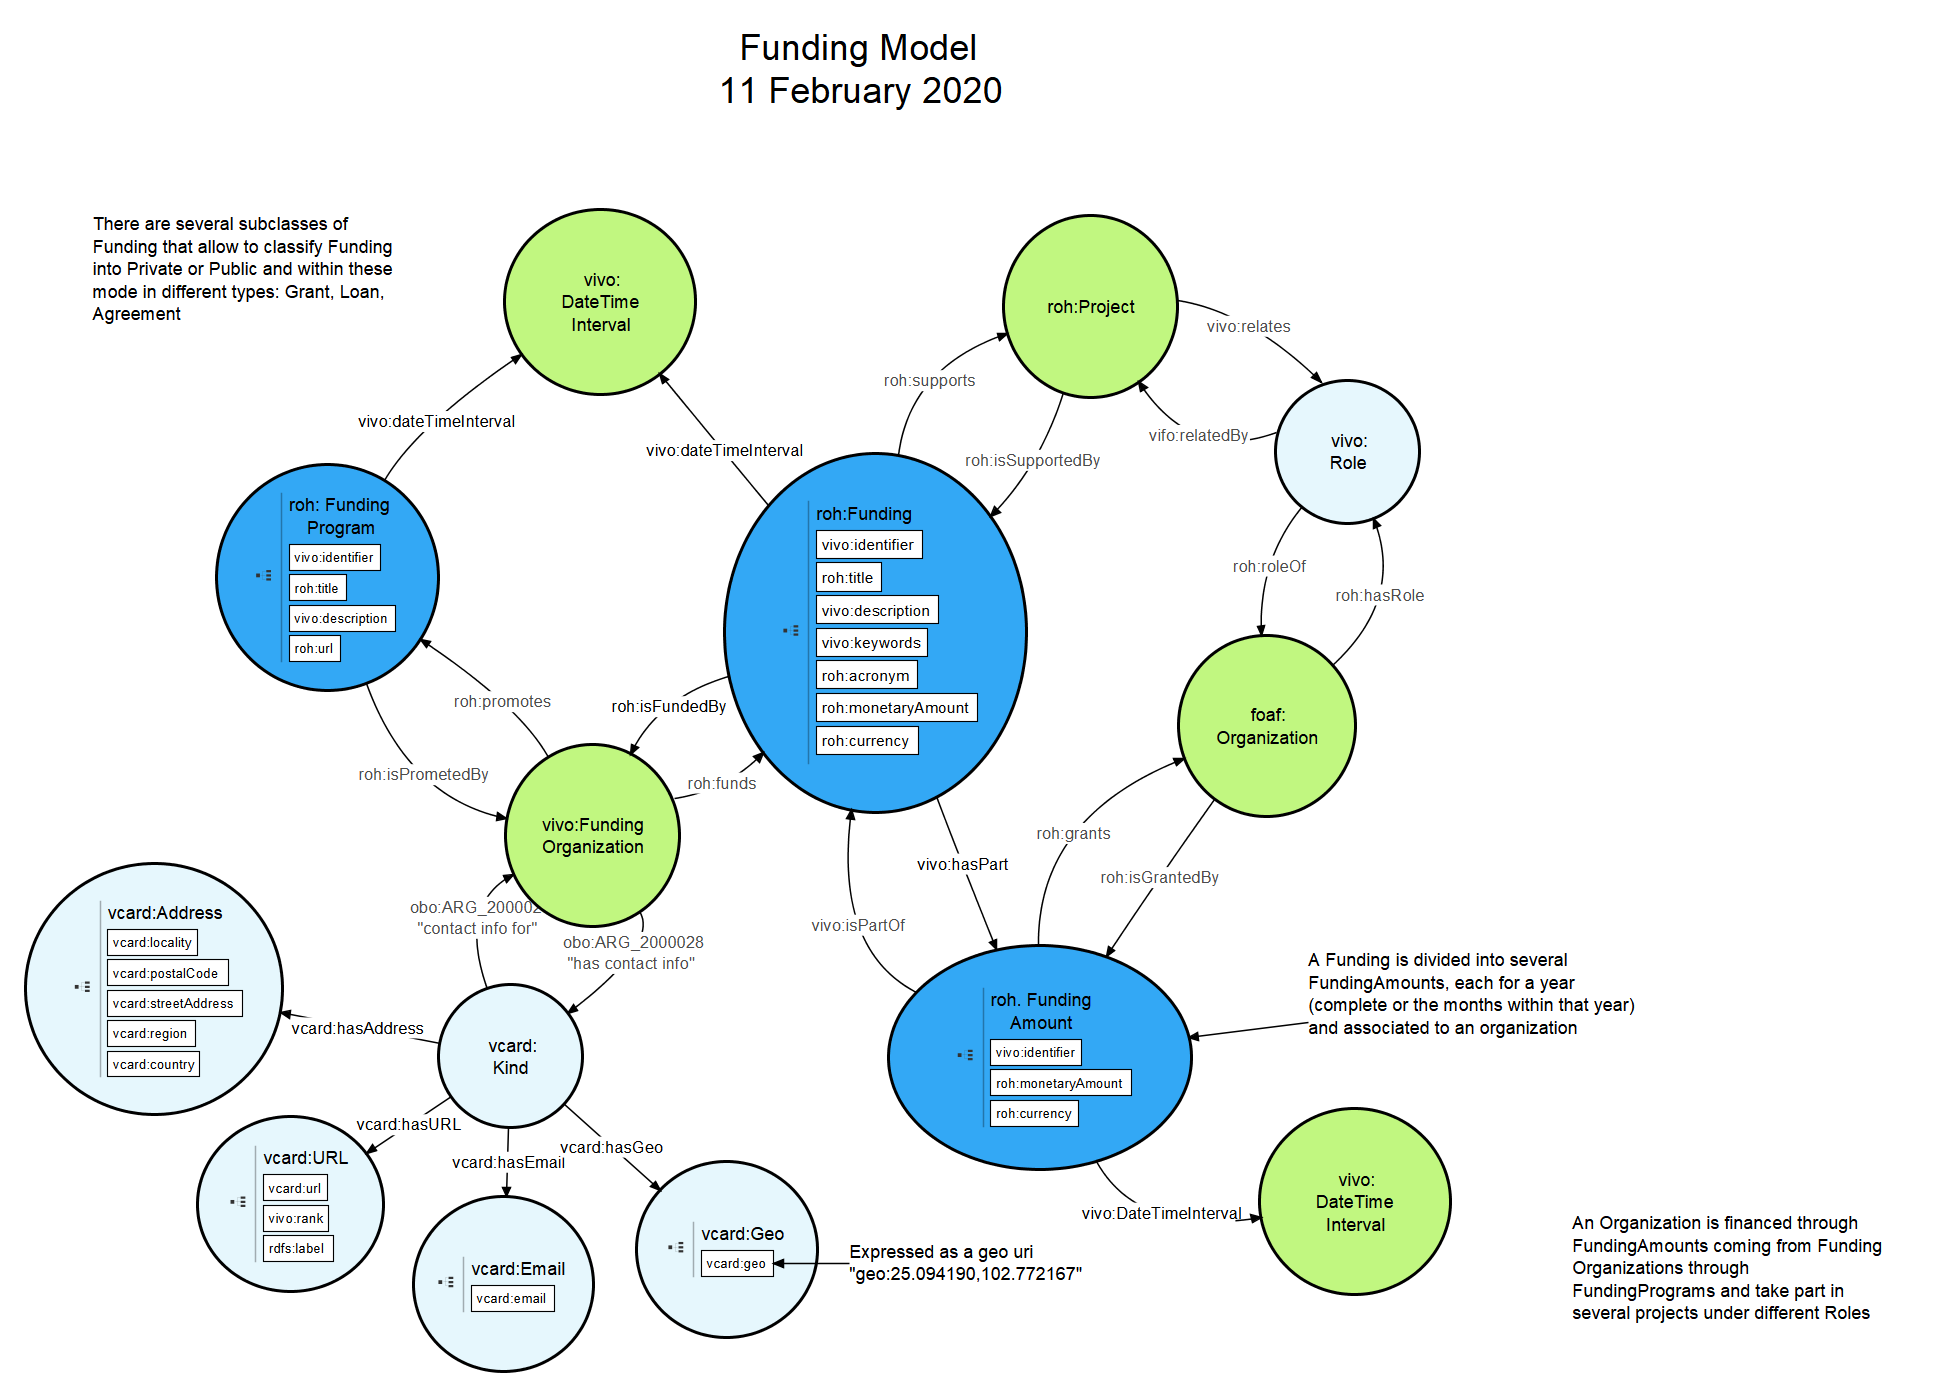 Funding Model
11 February 2020
There are several subclasses of
Funding that allow to classify Funding
into Private or Public and within these
mode in different types: Grant, Loan,
Agreement
vivo:
DateTime
Interval
roh:Project
vivo:relates
roh:supports
vivo:dateTimeInterval
vivo:dateTimeInterval
roh:isSupportedBy
vifo:relatedBy
vivo:
Role
roh: Funding
Program
vivo:identifier
roh:title
vivo:description
roh:url
roh:Funding
vivo:identifier
roh:title
vivo:description
vivo:keywords
roh:acronym
roh:monetaryAmount
roh:currency
roh:roleOf
roh:hasRole
roh:promotes
roh:isFundedBy
roh:isPrometedBy
roh:funds
foaf:
Organization
vivo:Funding
Organization
roh:grants
vivo:hasPart
roh:isGrantedBy
vivo:isPartOf
obo:ARG_200002
"contact info for"
obo:ARG_2000028
"has contact info"
vcard:Address
vcard:locality
vcard:postalCode
vcard:streetAddress
vcard:region
vcard:country
vcard:hasAddress
vcard:
Kind
roh. Funding
Amount
vivo:identifier
roh:monetaryAmount
roh:currency
A Funding is divided into several
FundingAmounts, each for a year
(complete or the months within that year)
and associated to an organization
vcard:hasURL
vcard:hasEmail
vcard:hasGeo
vcard:URL
vcard:url
vivo:rank
rdfs:label
vcard:Email
vcard:email
vcard:Geo
vcard:geo
Expressed as a geo uri
"geo:25.094190,102.772167"
vivo:DateTimeInterval
vivo:
DateTime
Interval
An Organization is financed through
FundingAmounts coming from Funding
Organizations through
FundingPrograms and take part in
several projects under different Roles